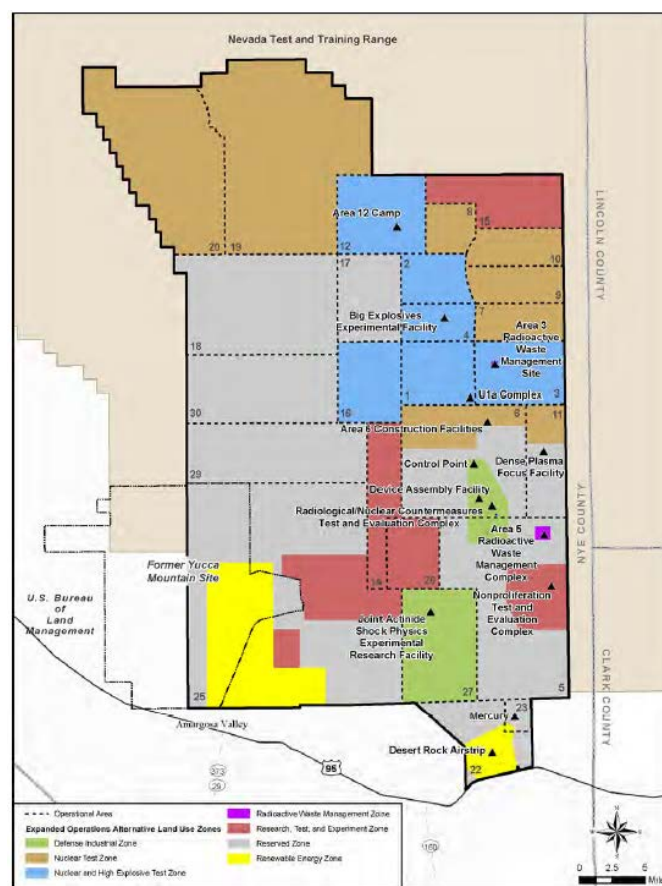 Nevada Test and Training Range
LINCOLN COUNTY
Area 12 Camp
8
15
20
19
12
17
2
10
9
Big Explosives
Experimental Facility
7
4
Area 3
Radioactive
Waste
Management
Site
18
U1a Complex
30
16
1
3
Area 6 Construction Facilities
6
11
Control Point
Dense Plasma
Focus Facility
29
Device Assembly Facility
Radiological/Nuclear Countermeasures
Test and Evaluation Complex
NYE COUNTY
Area 5
Radioactive
Waste
Management
Complex
Former Yucca
Mountain Site
14
26
U.S. Bureau
of
Land
Management
Joint Actinide
Shock Physics
Experimental
Research Facility
Nonproliferation
Test and
Evaluation
Complex
CLARK COUNTY
25
27
5
Amargosa Valley
Mercury
23
Desert Rock Airstrip
22
95
373
29
160
Operational Area
Expanded Operations Alternative Land Use Zones
Defense Industrial Zone
Nuclear Test Zone
Nuclear and High Explosive Test Zone
Radioactive Waste Management Zone
Research, Test, and Experiment Zone
Reserved Zone
Renewable Energy Zone
N
0 2.5 5